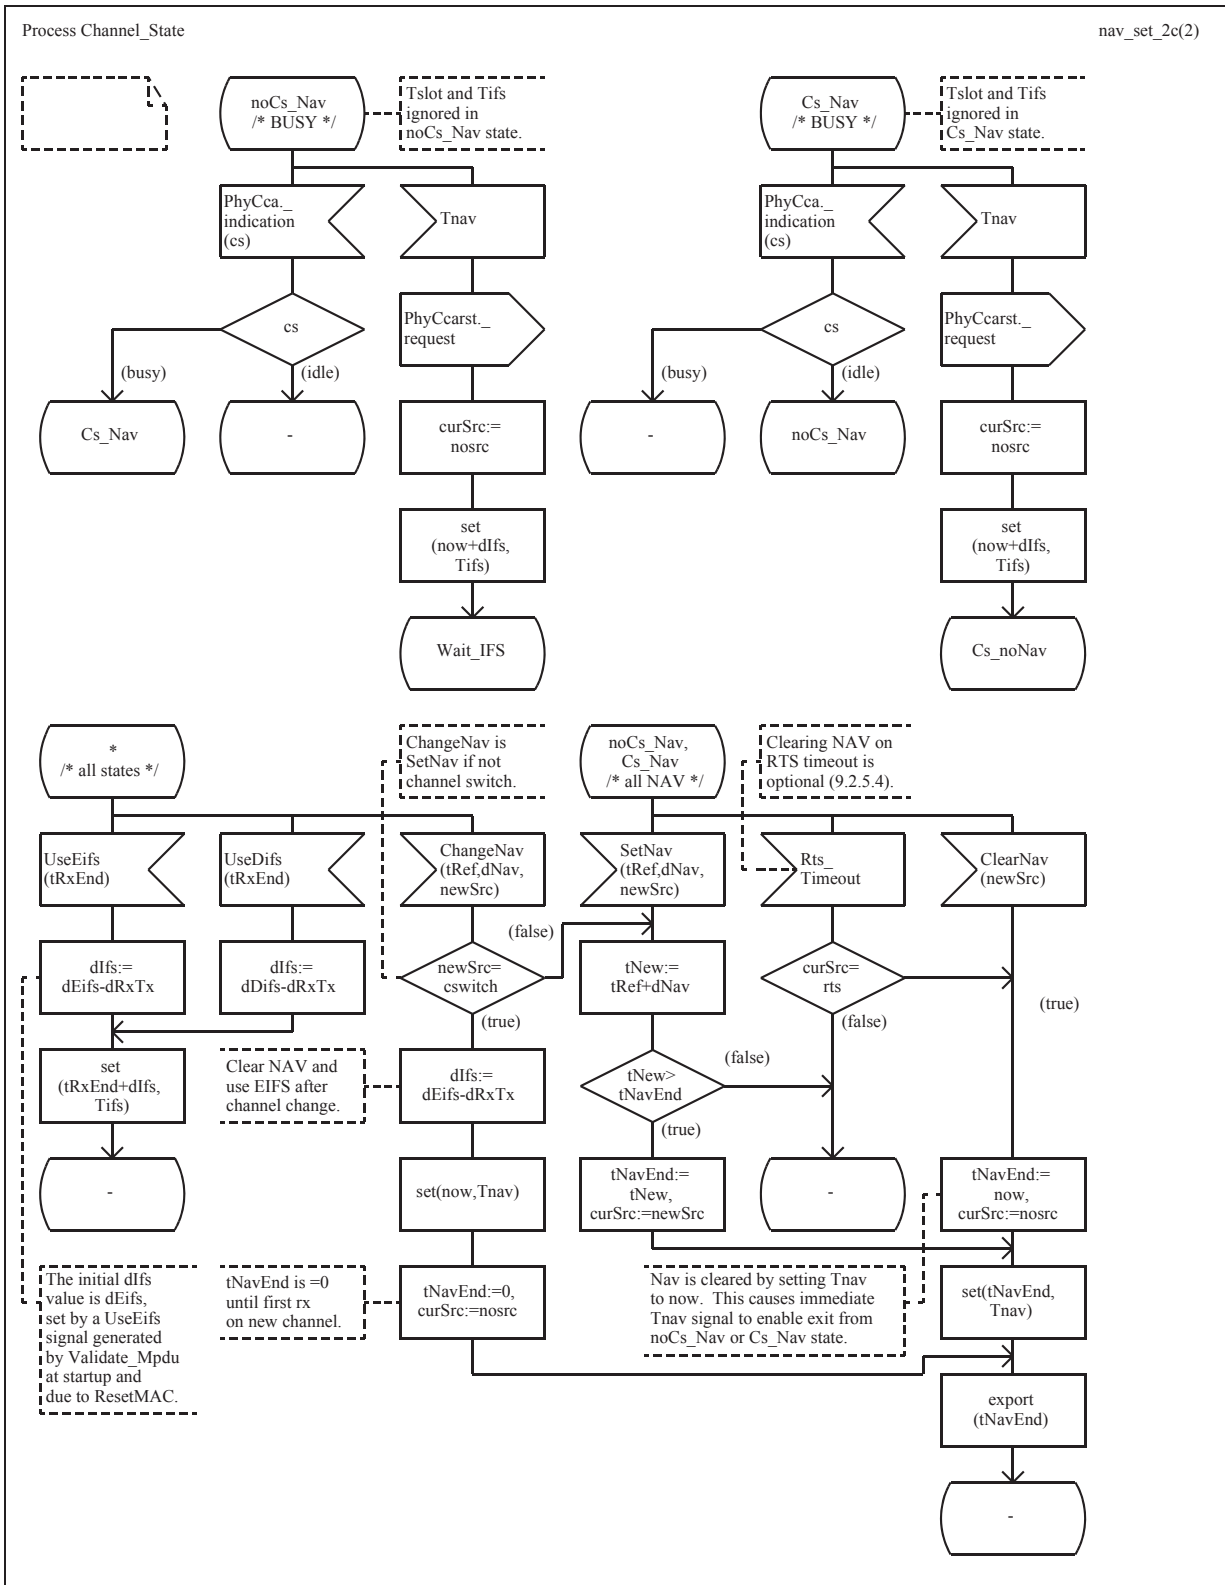 Process Channel_State
nav_set_2c(2)
noCs_Nav
/* BUSY */
Tslot and Tifs
ignored in
noCs_Nav state.
Cs_Nav
/* BUSY */
Tslot and Tifs
ignored in
Cs_Nav state.
PhyCca._
indication
(cs)
Tnav
PhyCca._
indication
(cs)
Tnav
cs
PhyCcarst._
request
cs
PhyCcarst._
request
(busy)
(idle)
(busy)
(idle)
Cs_Nav
-
curSrc:=
nosrc
-
noCs_Nav
curSrc:=
nosrc
set
(now+dIfs,
Tifs)
set
(now+dIfs,
Tifs)
Wait_IFS
Cs_noNav
*
/* all states */
ChangeNav is
SetNav if not
channel switch.
noCs_Nav,
Cs_Nav
/* all NAV */
Clearing NAV on
RTS timeout is
optional (9.2.5.4).
UseEifs
(tRxEnd)
UseDifs
(tRxEnd)
ChangeNav
(tRef,dNav,
newSrc)
SetNav
(tRef,dNav,
newSrc)
Rts_
Timeout
ClearNav
(newSrc)
(false)
dIfs:=
dEifs-dRxTx
dIfs:=
dDifs-dRxTx
newSrc=
cswitch
tNew:=
tRef+dNav
curSrc=
rts
(true)
(true)
(false)
set
(tRxEnd+dIfs,
Tifs)
Clear NAV and
use EIFS after
channel change.
dIfs:=
dEifs-dRxTx
tNew>
tNavEnd
(false)
(true)
-
set(now,Tnav)
tNavEnd:=
tNew,
curSrc:=newSrc
-
tNavEnd:=
now,
curSrc:=nosrc
The initial dIfs
value is dEifs,
set by a UseEifs
signal generated
by Validate_Mpdu
at startup and
due to ResetMAC.
tNavEnd is =0
until first rx
on new channel.
tNavEnd:=0,
curSrc:=nosrc
Nav is cleared by setting Tnav
to now. This causes immediate
Tnav signal to enable exit from
noCs_Nav or Cs_Nav state.
set(tNavEnd,
Tnav)
export
(tNavEnd)
-